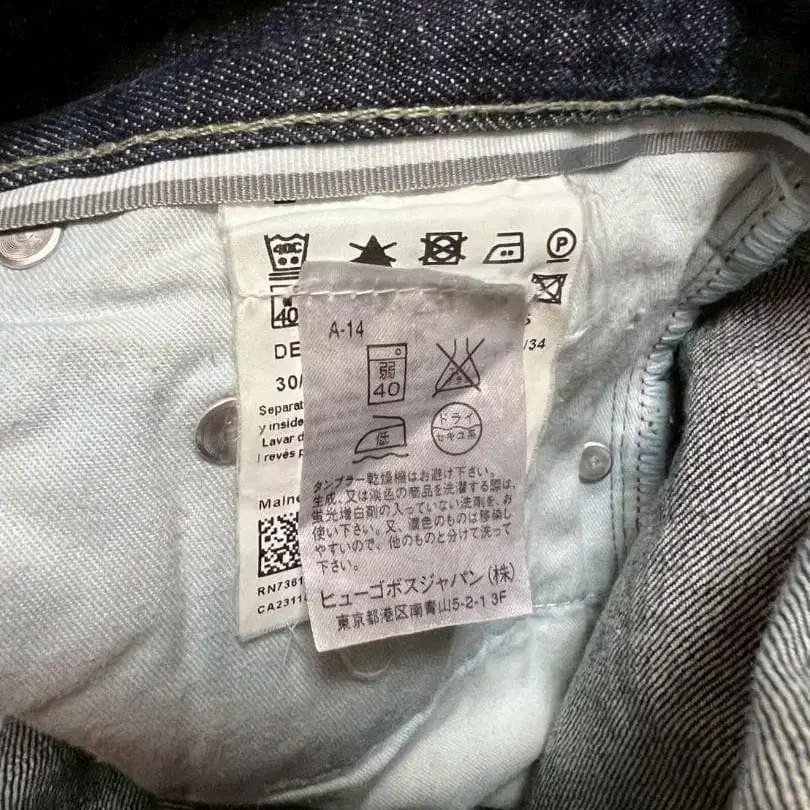 40C
P
40
DE
/34
30/
Separat
y inside
Lavar d
revés p
Malne
RN7361
CA2311
A-14
弱
40
低
ドライ
セキユ系
タンブラー乾燥機はお避け下さい。
生成、又は淡色の商品を洗濯する際は、
蛍光増白剤の入っていない洗剤を、お
使い下さい。又、濃色のものは移染し
やすいので、他のものと分けて洗って
下さい。
ヒューゴボスジャパン(株)
東京都港区南青山5-2-1 3F